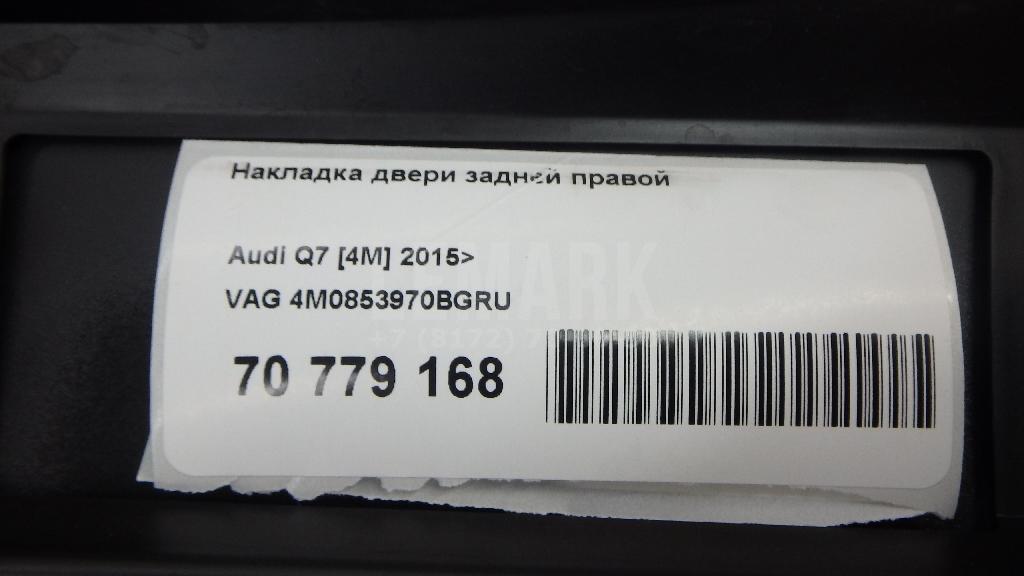 Накладка двери задней правой
Audi Q7 [4M] 2015>
VAG 4M0853970BGRU
70 779 168